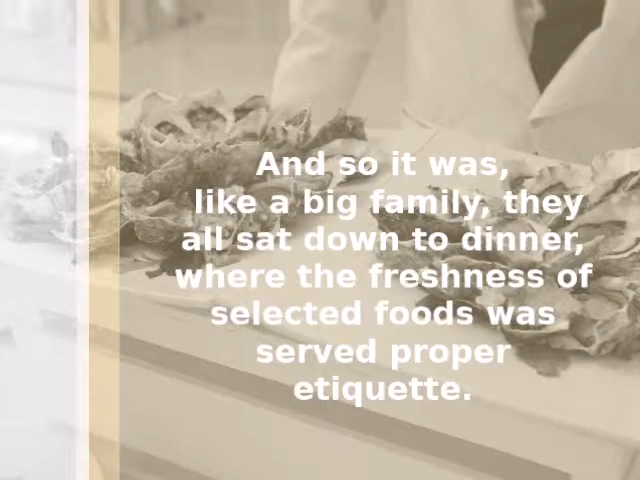 And so it was,
like a big family, they
all sat down to dinner,
where the freshness of
selected foods was
served proper
etiquette.